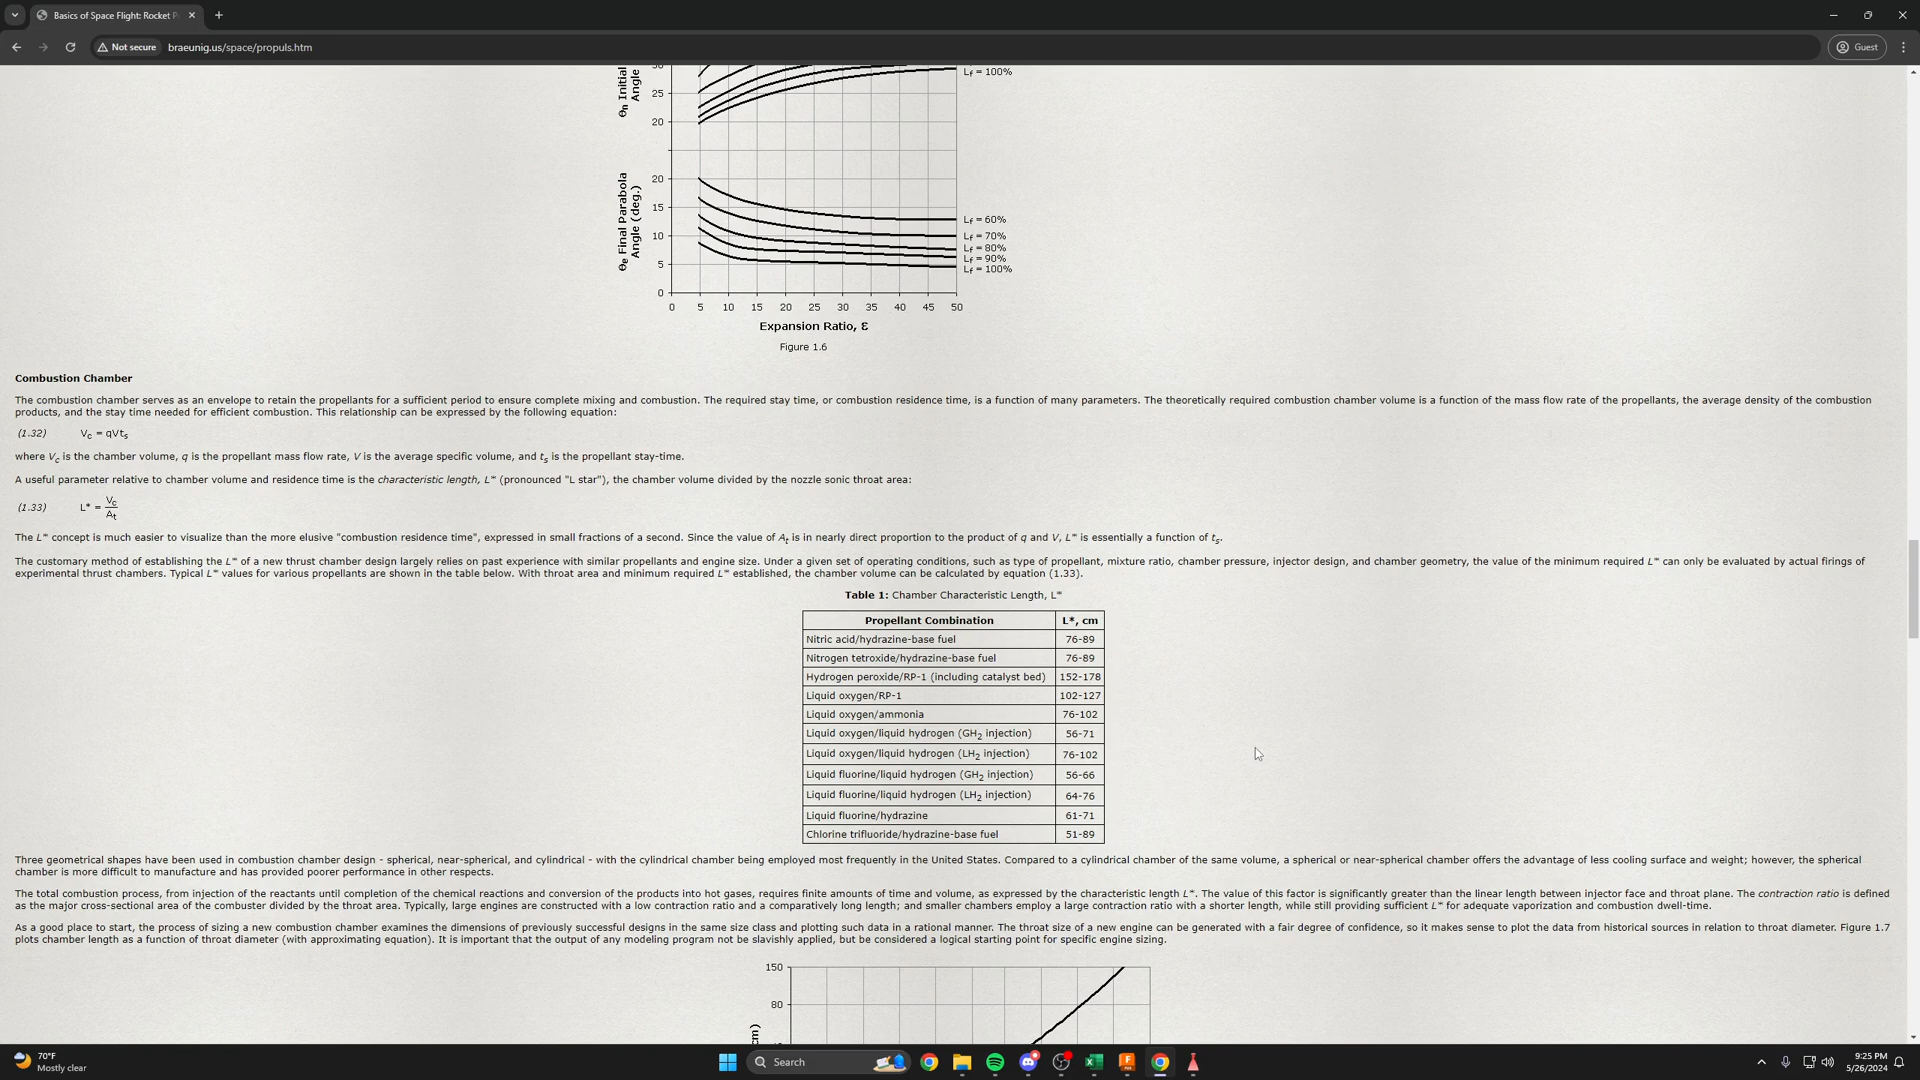 Basics of Space Flight: Rocket P
Not secure
braeunig.us/space/propuls.htm
Guest
θn Initial
Angle
30
25
20
Lf = 100%
θe Final Parabola
Angle (deg.)
20
15
10
5
0
Lf = 60%
Lf = 70%
Lf = 80%
Lf = 90%
Lf = 100%
0 5 10 15 20 25 30 35 40 45 50
Expansion Ratio, ε
Figure 1.6
Combustion Chamber
The combustion chamber serves as an envelope to retain the propellants for a sufficient period to ensure complete mixing and combustion. The required stay time, or combustion residence time, is a function of many parameters. The theoretically required combustion chamber volume is a function of the mass flow rate of the propellants, the average density of the combustion
products, and the stay time needed for efficient combustion. This relationship can be expressed by the following equation:
(1.32) Vc = qVts
where Vc is the chamber volume, q is the propellant mass flow rate, V is the average specific volume, and ts is the propellant stay-time.
A useful parameter relative to chamber volume and residence time is the characteristic length, L* (pronounced "L star"), the chamber volume divided by the nozzle sonic throat area:
(1.33) L* = Vc
At
The L* concept is much easier to visualize than the more elusive "combustion residence time", expressed in small fractions of a second. Since the value of At is in nearly direct proportion to the product of q and V, L* is essentially a function of ts.
The customary method of establishing the L* of a new thrust chamber design largely relies on past experience with similar propellants and engine size. Under a given set of operating conditions, such as type of propellant, mixture ratio, chamber pressure, injector design, and chamber geometry, the value of the minimum required L* can only be evaluated by actual firings of
experimental thrust chambers. Typical L* values for various propellants are shown in the table below. With throat area and minimum required L* established, the chamber volume can be calculated by equation (1.33).
Table 1: Chamber Characteristic Length, L*
Propellant Combination L*, cm
Nitric acid/hydrazine-base fuel 76-89
Nitrogen tetroxide/hydrazine-base fuel 76-89
Hydrogen peroxide/RP-1 (including catalyst bed) 152-178
Liquid oxygen/RP-1 102-127
Liquid oxygen/ammonia 76-102
Liquid oxygen/liquid hydrogen (GH2 injection) 56-71
Liquid oxygen/liquid hydrogen (LH2 injection) 76-102
Liquid fluorine/liquid hydrogen (GH2 injection) 56-66
Liquid fluorine/liquid hydrogen (LH2 injection) 64-76
Liquid fluorine/hydrazine 61-71
Chlorine trifluoride/hydrazine-base fuel 51-89
Three geometrical shapes have been used in combustion chamber design - spherical, near-spherical, and cylindrical - with the cylindrical chamber being employed most frequently in the United States. Compared to a cylindrical chamber of the same volume, a spherical or near-spherical chamber offers the advantage of less cooling surface and weight; however, the spherical
chamber is more difficult to manufacture and has provided poorer performance in other respects.
The total combustion process, from injection of the reactants until completion of the chemical reactions and conversion of the products into hot gases, requires finite amounts of time and volume, as expressed by the characteristic length L*. The value of this factor is significantly greater than the linear length between injector face and throat plane. The contraction ratio is defined
as the major cross-sectional area of the combuster divided by the throat area. Typically, large engines are constructed with a low contraction ratio and a comparatively long length; and smaller chambers employ a large contraction ratio with a shorter length, while still providing sufficient L* for adequate vaporization and combustion dwell-time.
As a good place to start, the process of sizing a new combustion chamber examines the dimensions of previously successful designs in the same size class and plotting such data in a rational manner. The throat size of a new engine can be generated with a fair degree of confidence, so it makes sense to plot the data from historical sources in relation to throat diameter. Figure 1.7
plots chamber length as a function of throat diameter (with approximating equation). It is important that the output of any modeling program not be slavishly applied, but be considered a logical starting point for specific engine sizing.
150
80
cm)
70°F
Mostly clear
Search
9:25 PM
5/26/2024